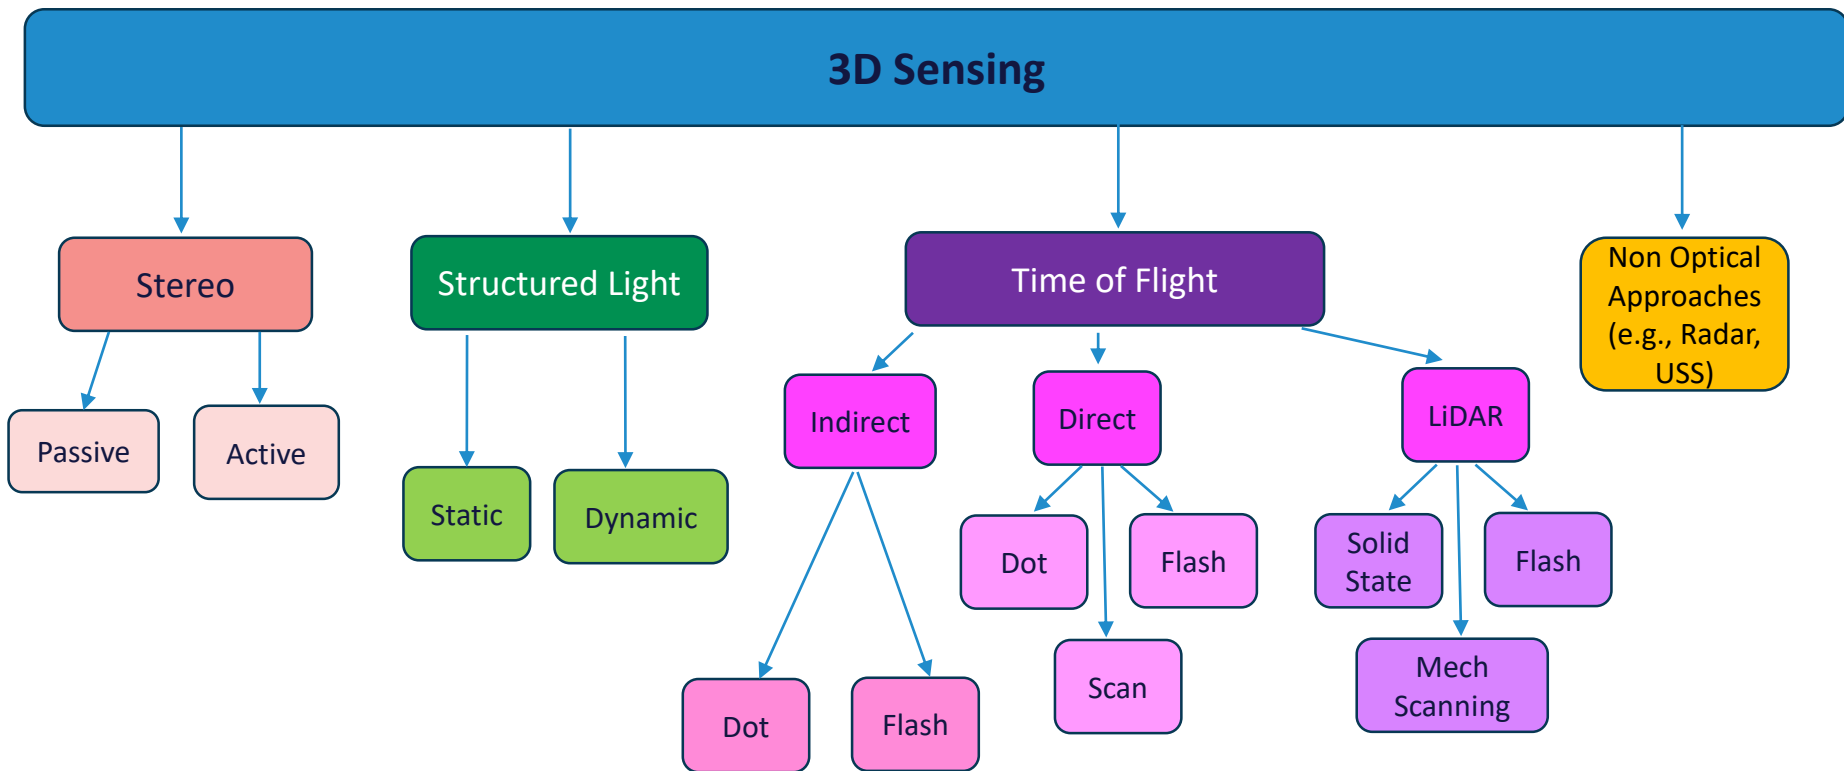 3D Sensing
Stereo
Structured Light
Time of Flight
Non Optical
Approaches
(e.g., Radar,
USS)
Passive
Active
Static
Dynamic
Indirect
Direct
LiDAR
Dot
Flash
Dot
Flash
Scan
Solid
State
Flash
Mech
Scanning